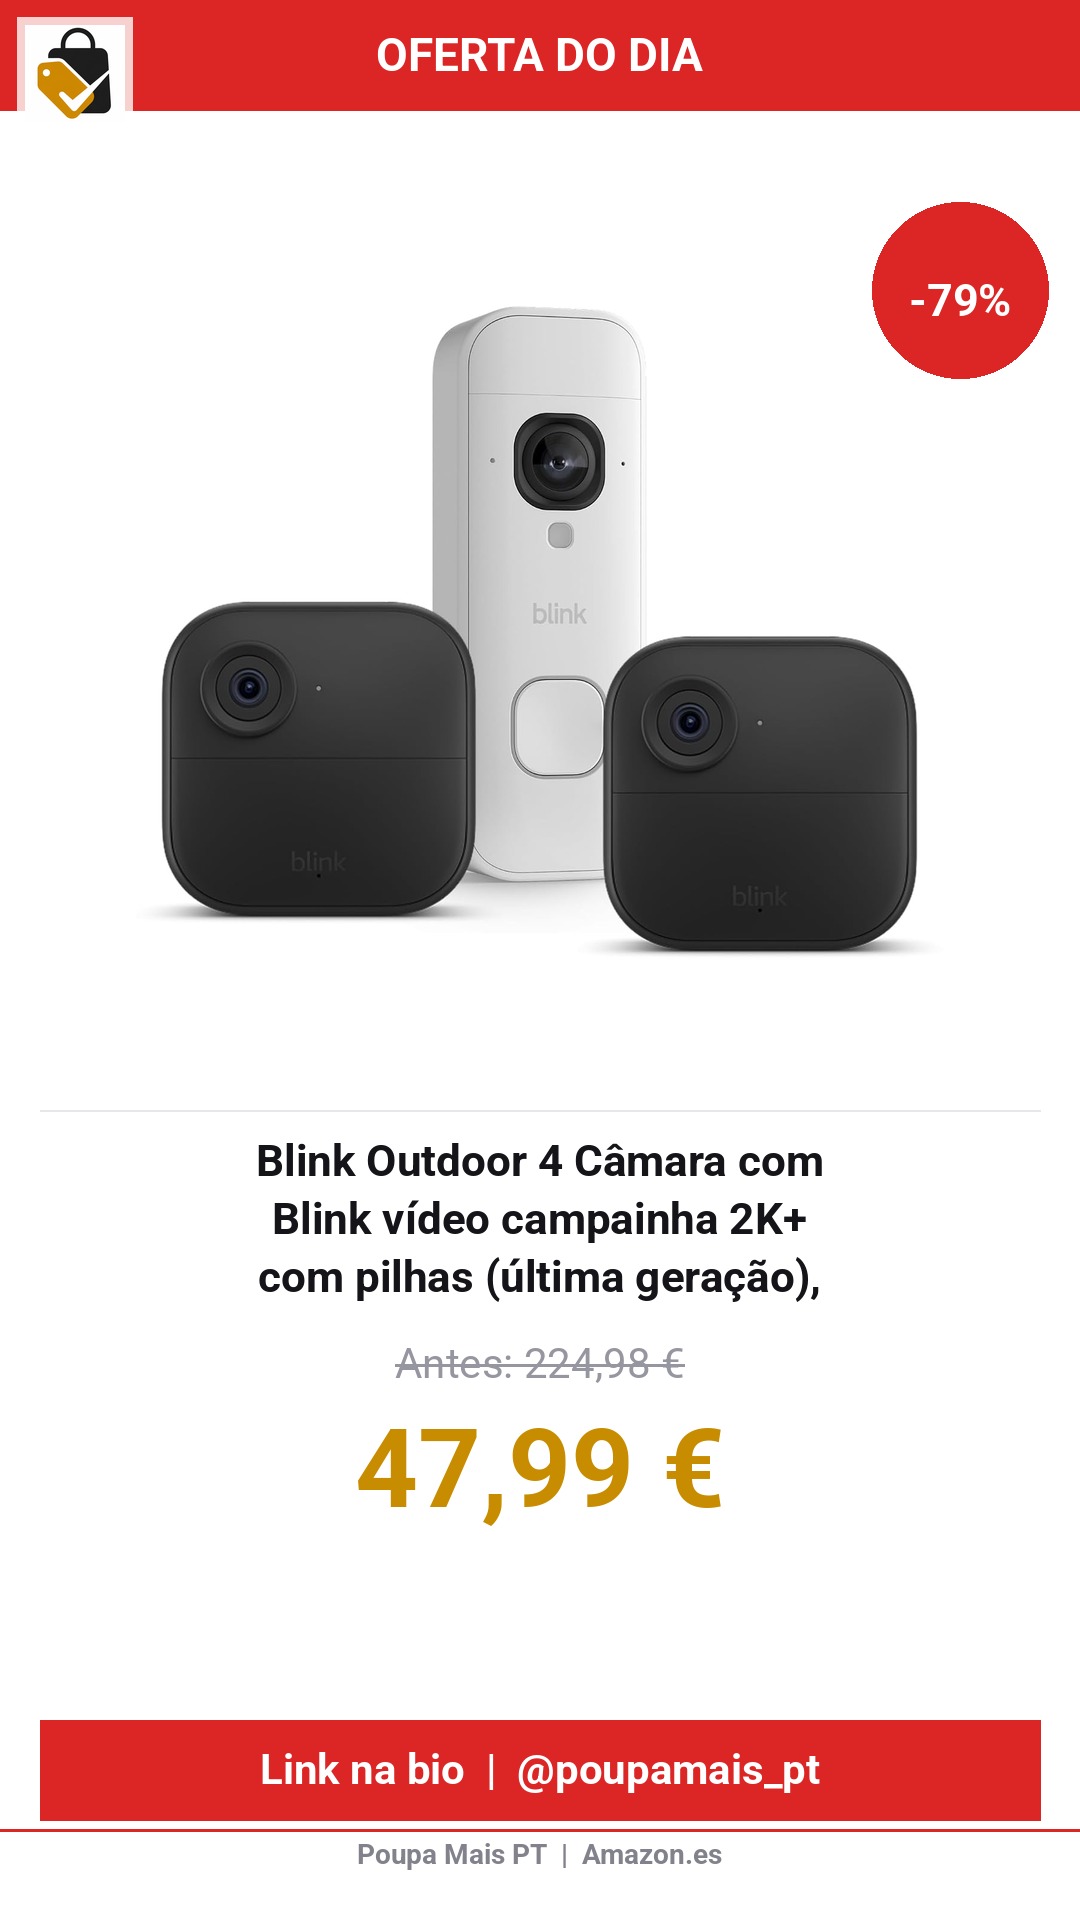 OFERTA DO DIA
-79%
blink
blink
blink
Blink Outdoor 4 Câmara com
Blink vídeo campainha 2K+
com pilhas (última geração),
Antes: 224,98 €
47,99 €
Link na bio | @poupamais_pt
Poupa Mais PT | Amazon.es